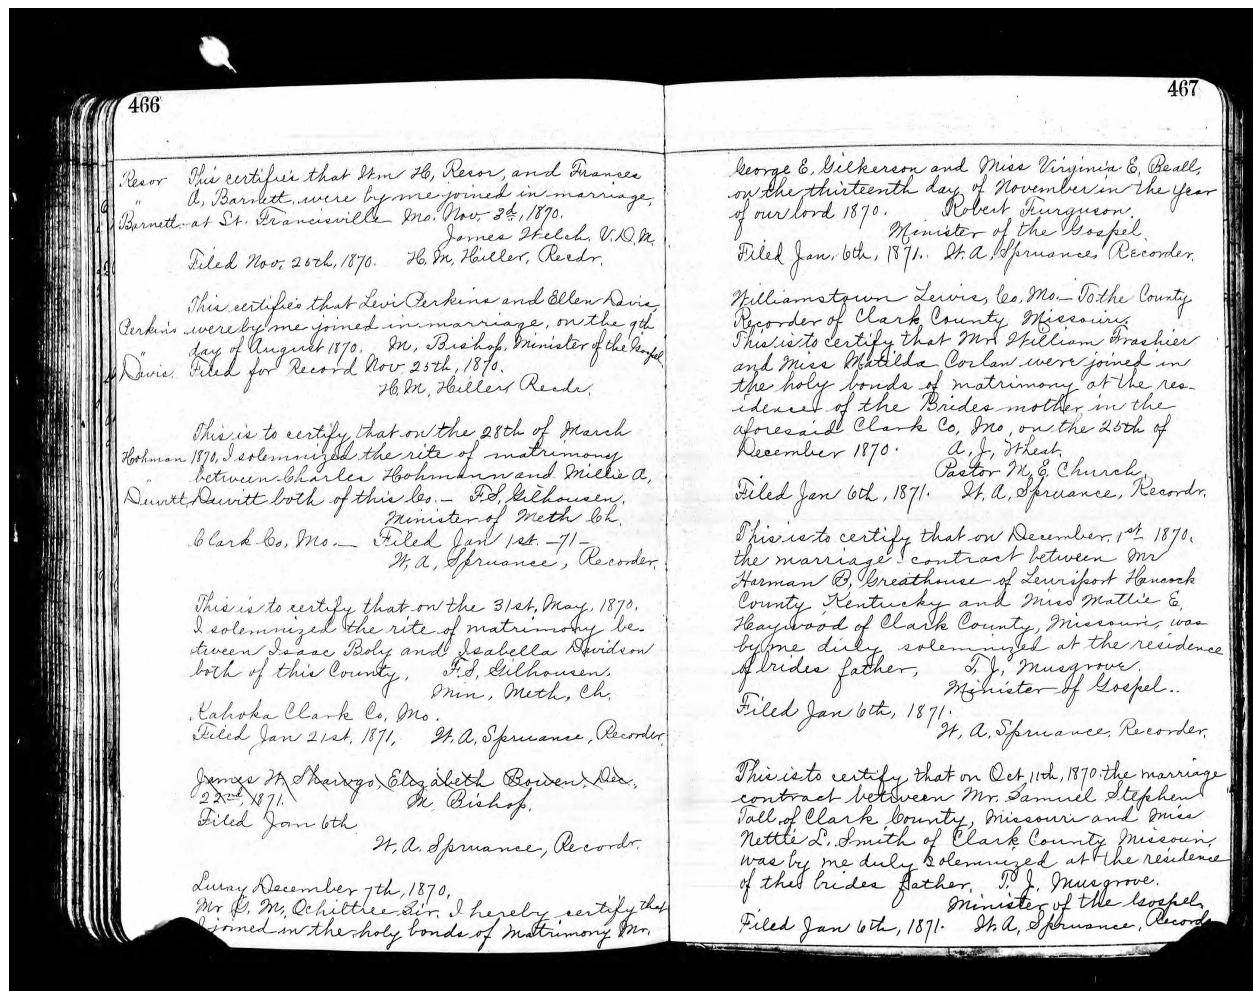 466
Resor
"
Barnett.
This certifies that Wm H, Resor, and Frances
A, Barnett, were by me joined in marriage,
at St. Francisville Mo. Nov. 3d, 1870.
James Welch, V.D.M.
Filed Nov, 25th, 1870. H. M, Hiller, Recdr.
Perkins
"
Davis.
This certifies that Levi Perkins and Ellen Davis,
were by me joined in marriage, on the 9th
day of August 1870. M, Bishop, Minister of the Gospel
Filed for Record Nov 25th, 1870.
H. M, Hiller, Recdr.
Hohman
"
Dewitt
This is to certify that on the 28th of March
1870, I solemnized the rite of matrimony
between Charles Hohmann and Millie A,
Dewitt both of this Co. — F. S, Gilhousen,
Minister of Meth Ch.
Clark Co, Mo. — Filed Jan 1st. –71–
W. A, Spruance, Recorder.
This is to certify that on the 31st, May, 1870.
I solemnized the rite of matrimony be-
tween Isaac Boly and Isabella Davidson
both of this County, F. S, Gilhousen,
Min, Meth, Ch.
Kahoka Clark Co, Mo.
Filed Jan 21st, 1871, W. A, Spruance, Recorder,
James W, Elizabeth Bowen, Dec,
22nd, 1871. M, Bishop,
Filed Jan 6th
W. A. Spruance, Recordr.
Luray December 7th, 1870,
Mr M, Ochiltree, Sir, I hereby certify that
I joined in the holy bonds of Matrimony Mr,
467
George E, Gilkerson and Miss Virginia E, Beall,
on the thirteenth day of November in the Year
of our lord 1870. Robert Furguson,
Minister of the Gospel
Filed Jan, 6th, 1871. W. A, Spruance, Recorder.
Williamstown Lewis, Co, Mo. — To the County
Recorder of Clark County Missouri,
This is to certify that Mr William Frashier
and Miss Matilda Corlan were joined in
the holy bonds of matrimony at the res-
idence of the Brides mother, in the
aforesaid Clark Co, Mo, on the 25th of
December 1870. A, J, Wheat,
Pastor M, E, Church,
Filed Jan 6th, 1871. W. A, Spruance, Recordr.
This is to certify that on December, 1st 1870,
the marriage contract between Mr
Harman B, Greathouse of Lewisport Hancock
County Kentucky and Miss Mattie E,
Haywood of Clark County, Missouri, was
by me duly solemnized at the residence
of brides father, T. J, Musgrove.
Minister of Gospel..
Filed Jan 6th, 1871.
W, A, Spruance, Recorder.
This is to certify that on Oct, 11th, 1870, the marriage
contract between Mr. Samuel Stephen
Tall, of Clark County, Missouri and Miss
Nettie L. Smith of Clark County Missouri,
was by me duly solemnized at the residence
of the brides father, T. J, Musgrove.
Minister of the Gospel,
Filed Jan 6th, 1871. W. A, Spruance,